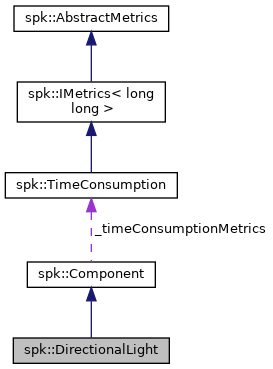 spk::AbstractMetrics
spk::IMetrics< long
long >
spk::TimeConsumption
_timeConsumptionMetrics
spk::Component
spk::DirectionalLight